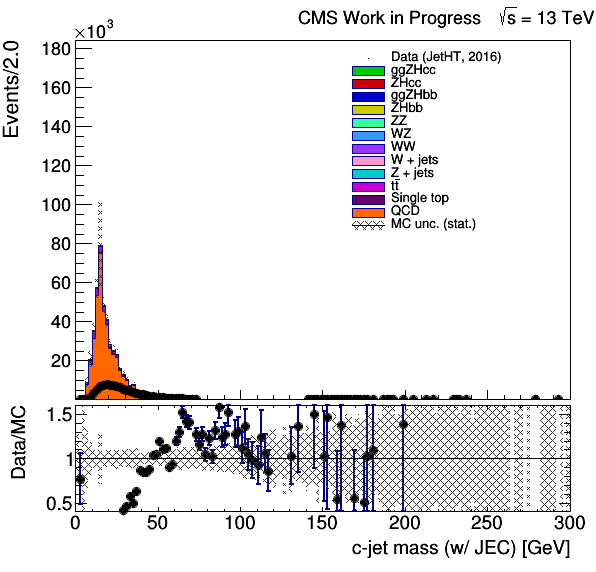 CMS Work in Progress √s = 13 TeV
×10³
Events/2.0
180
160
140
120
100
80
60
40
20
Data (JetHT, 2016)
ggZHcc
ZHcc
ggZHbb
ZHbb
ZZ
WZ
WW
W + jets
Z + jets
tt̄
Single top
QCD
MC unc. (stat.)
Data/MC
1.5
1
0.5
0 50 100 150 200 250 300
c-jet mass (w/ JEC) [GeV]